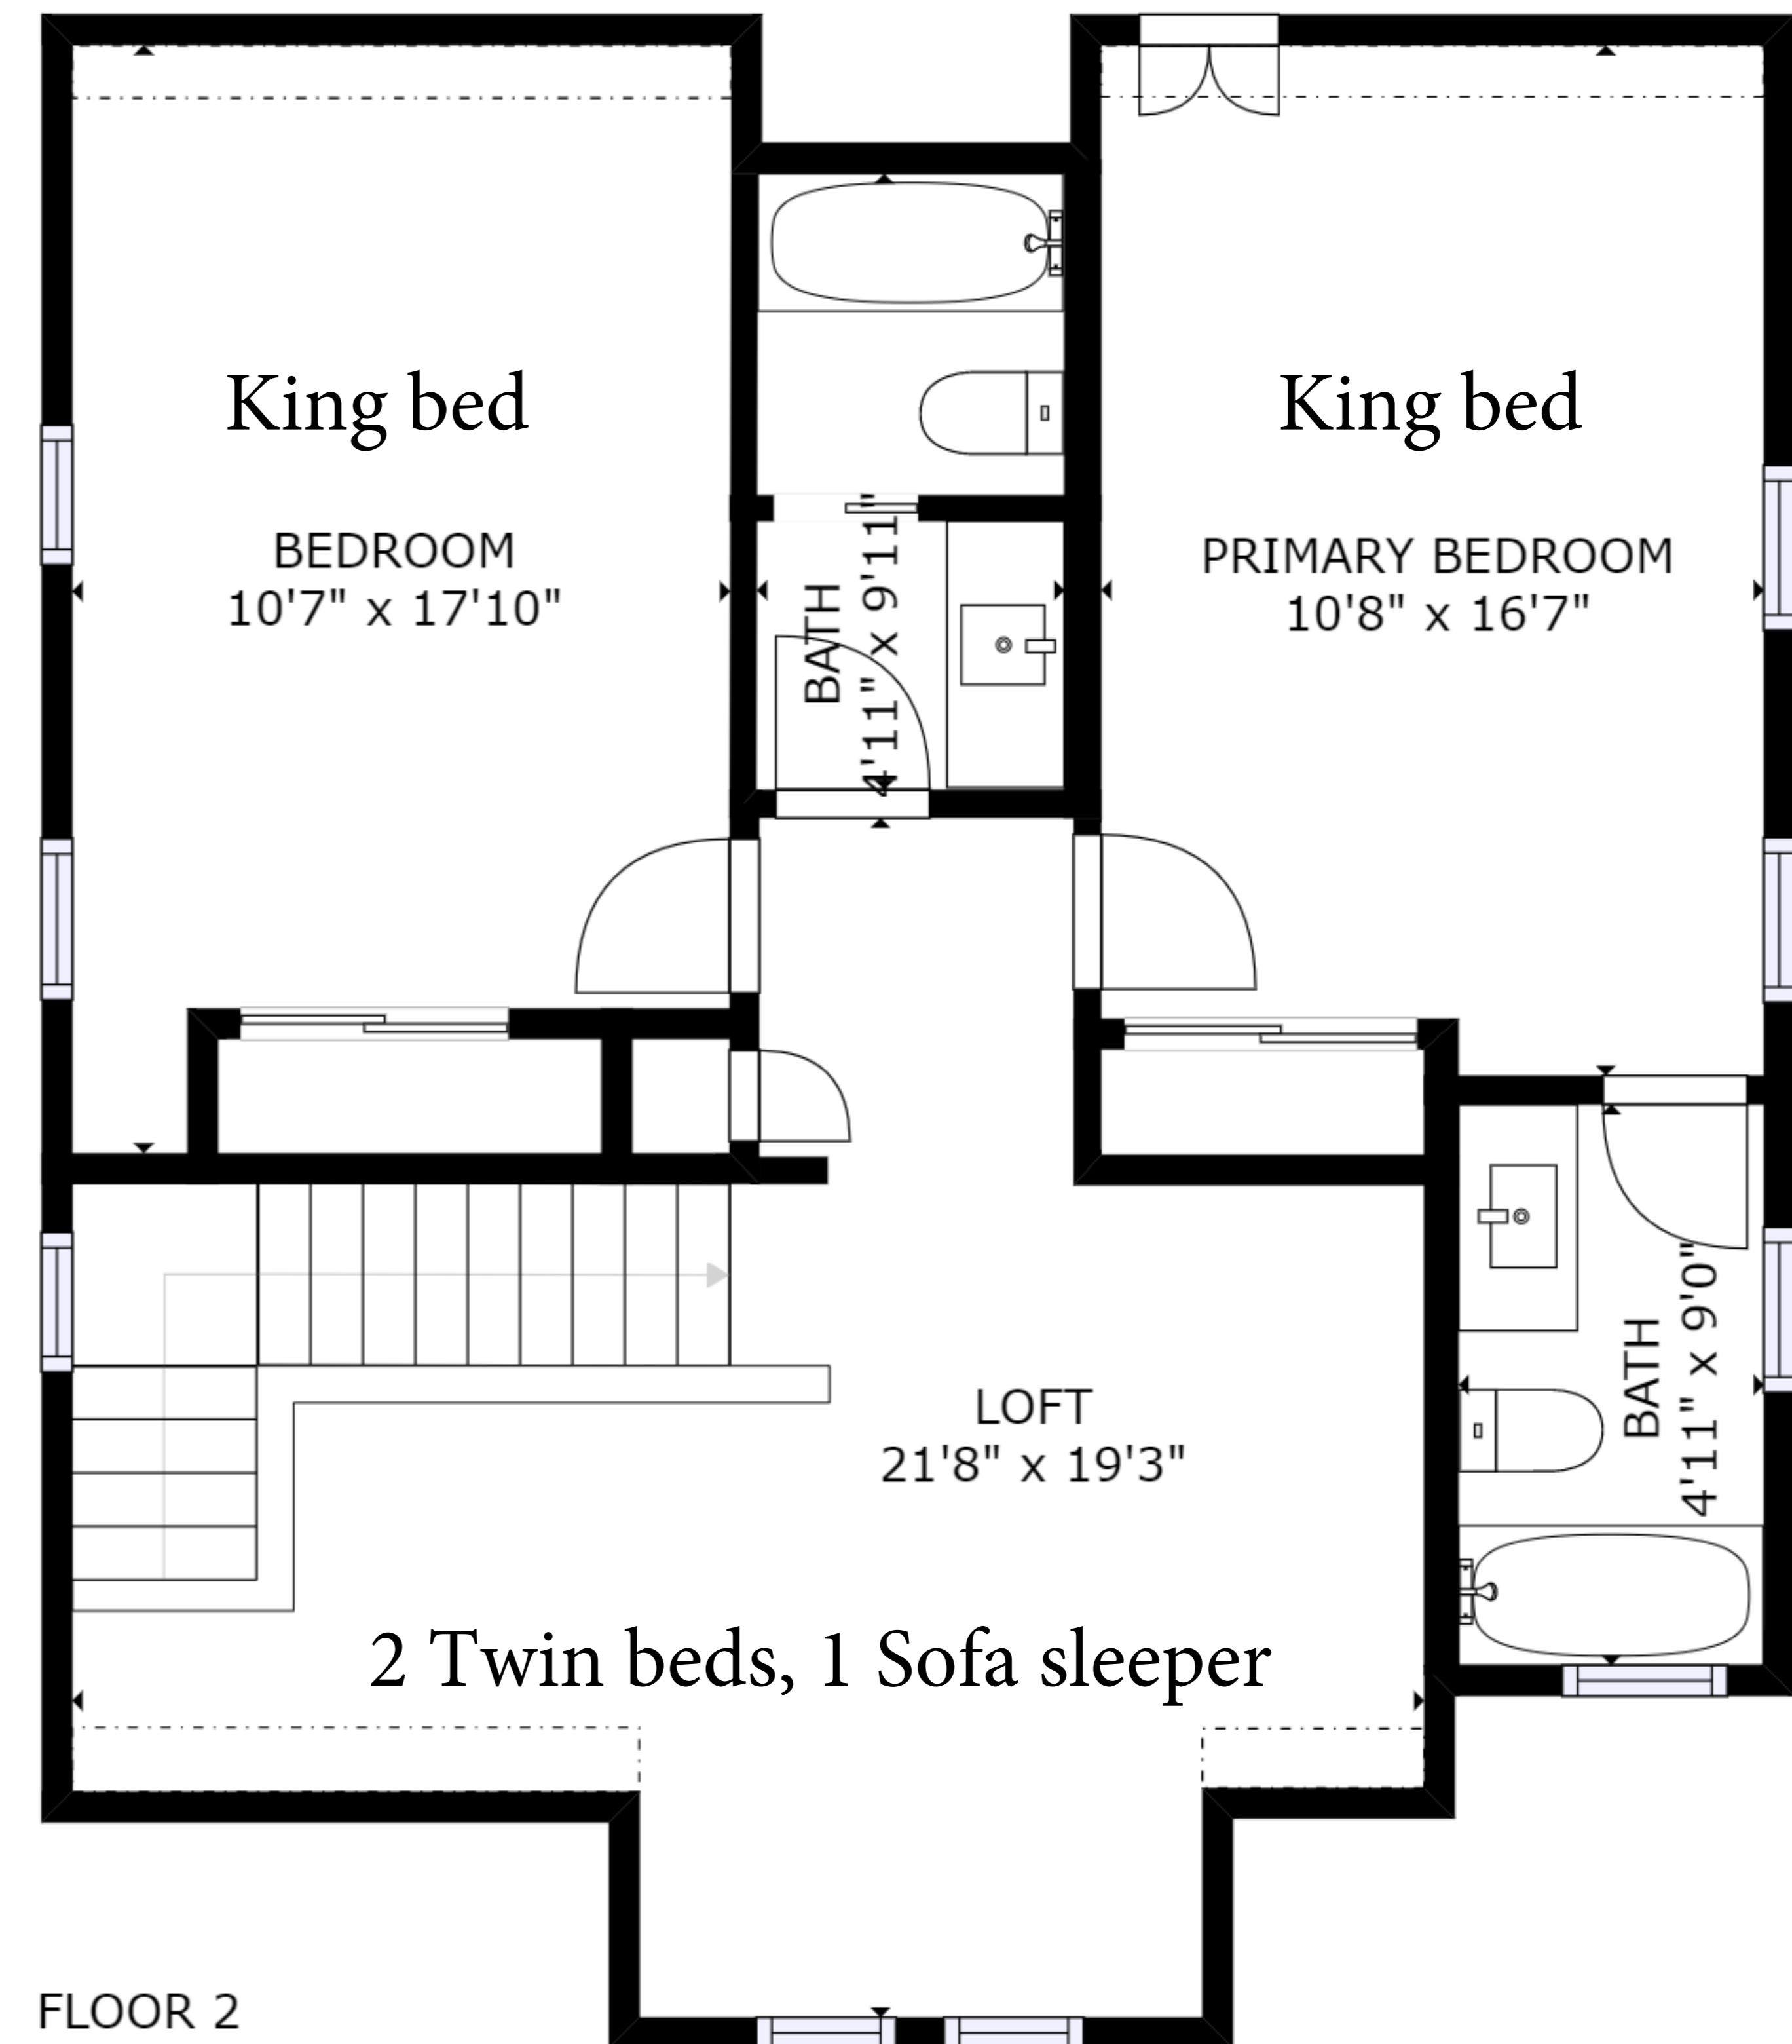 King bed
BEDROOM
10'7" x 17'10"
BATH
4'11" x 9'11"
King bed
PRIMARY BEDROOM
10'8" x 16'7"
LOFT
21'8" x 19'3"
BATH
4'11" x 9'0"
2 Twin beds, 1 Sofa sleeper
FLOOR 2